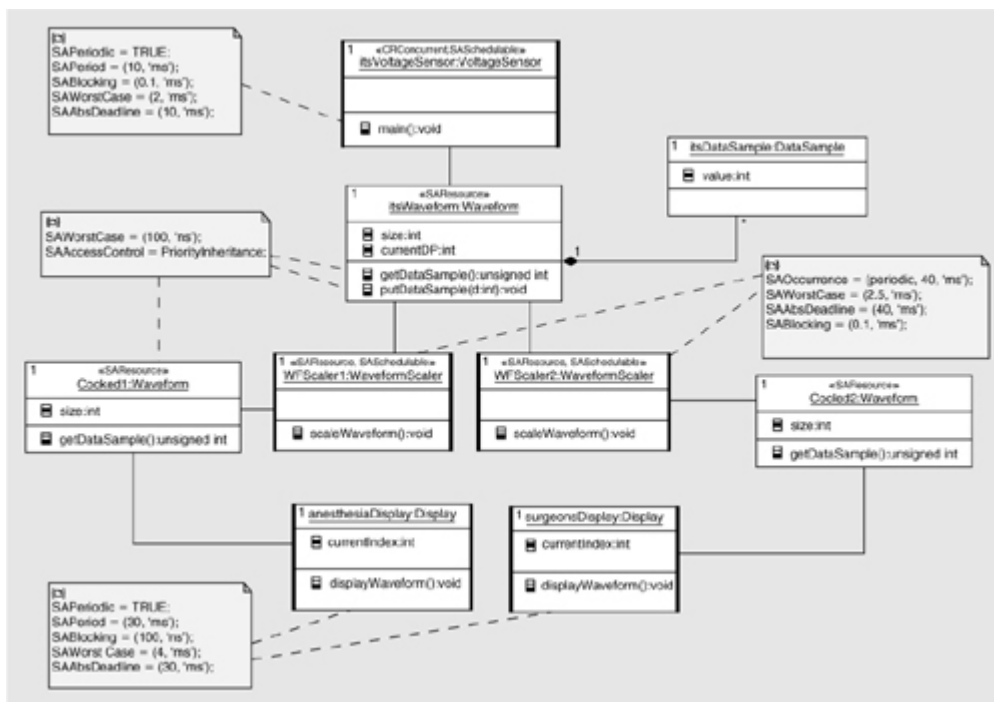 {c}
SAPeriodic = TRUE;
SAPeriod = (10, 'ms');
SABlocking = (0.1, 'ms');
SAWorstCase = (2, 'ms');
SAAbsDeadline = (10, 'ms');
1
«CRConcurrent,SASchedulable»
itsVoltageSensor:VoltageSensor
main():void
1
itsDataSample:DataSample
value:int
*
1
«SAResource»
itsWaveform:Waveform
size:int
currentDP:int
getDataSample():unsigned int
putDataSample(d:int):void
1
{c}
SAWorstCase = (100, 'ns');
SAAccessControl = PriorityInheritance;
{c}
SAOccurrence = (periodic, 40, 'ms');
SAWorstCase = (2.5, 'ms');
SAAbsDeadline = (40, 'ms');
SABlocking = (0.1, 'ms');
1
«SAResource»
Cooked1:Waveform
size:int
getDataSample():unsigned int
1
«SAResource, SASchedulable»
WFScaler1:WaveformScaler
scaleWaveform():void
1
«SAResource, SASchedulable»
WFScaler2:WaveformScaler
scaleWaveform():void
1
«SAResource»
Cooled2:Waveform
size:int
getDataSample():unsigned int
1
anesthesiaDisplay:Display
currentIndex:int
displayWaveform():void
1
surgeonsDisplay:Display
currentIndex:int
displayWaveform():void
{c}
SAPeriodic = TRUE;
SAPeriod = (30, 'ms');
SABlocking = (100, 'ns');
SAWorst Case = (4, 'ms');
SAAbsDeadline = (30, 'ms');